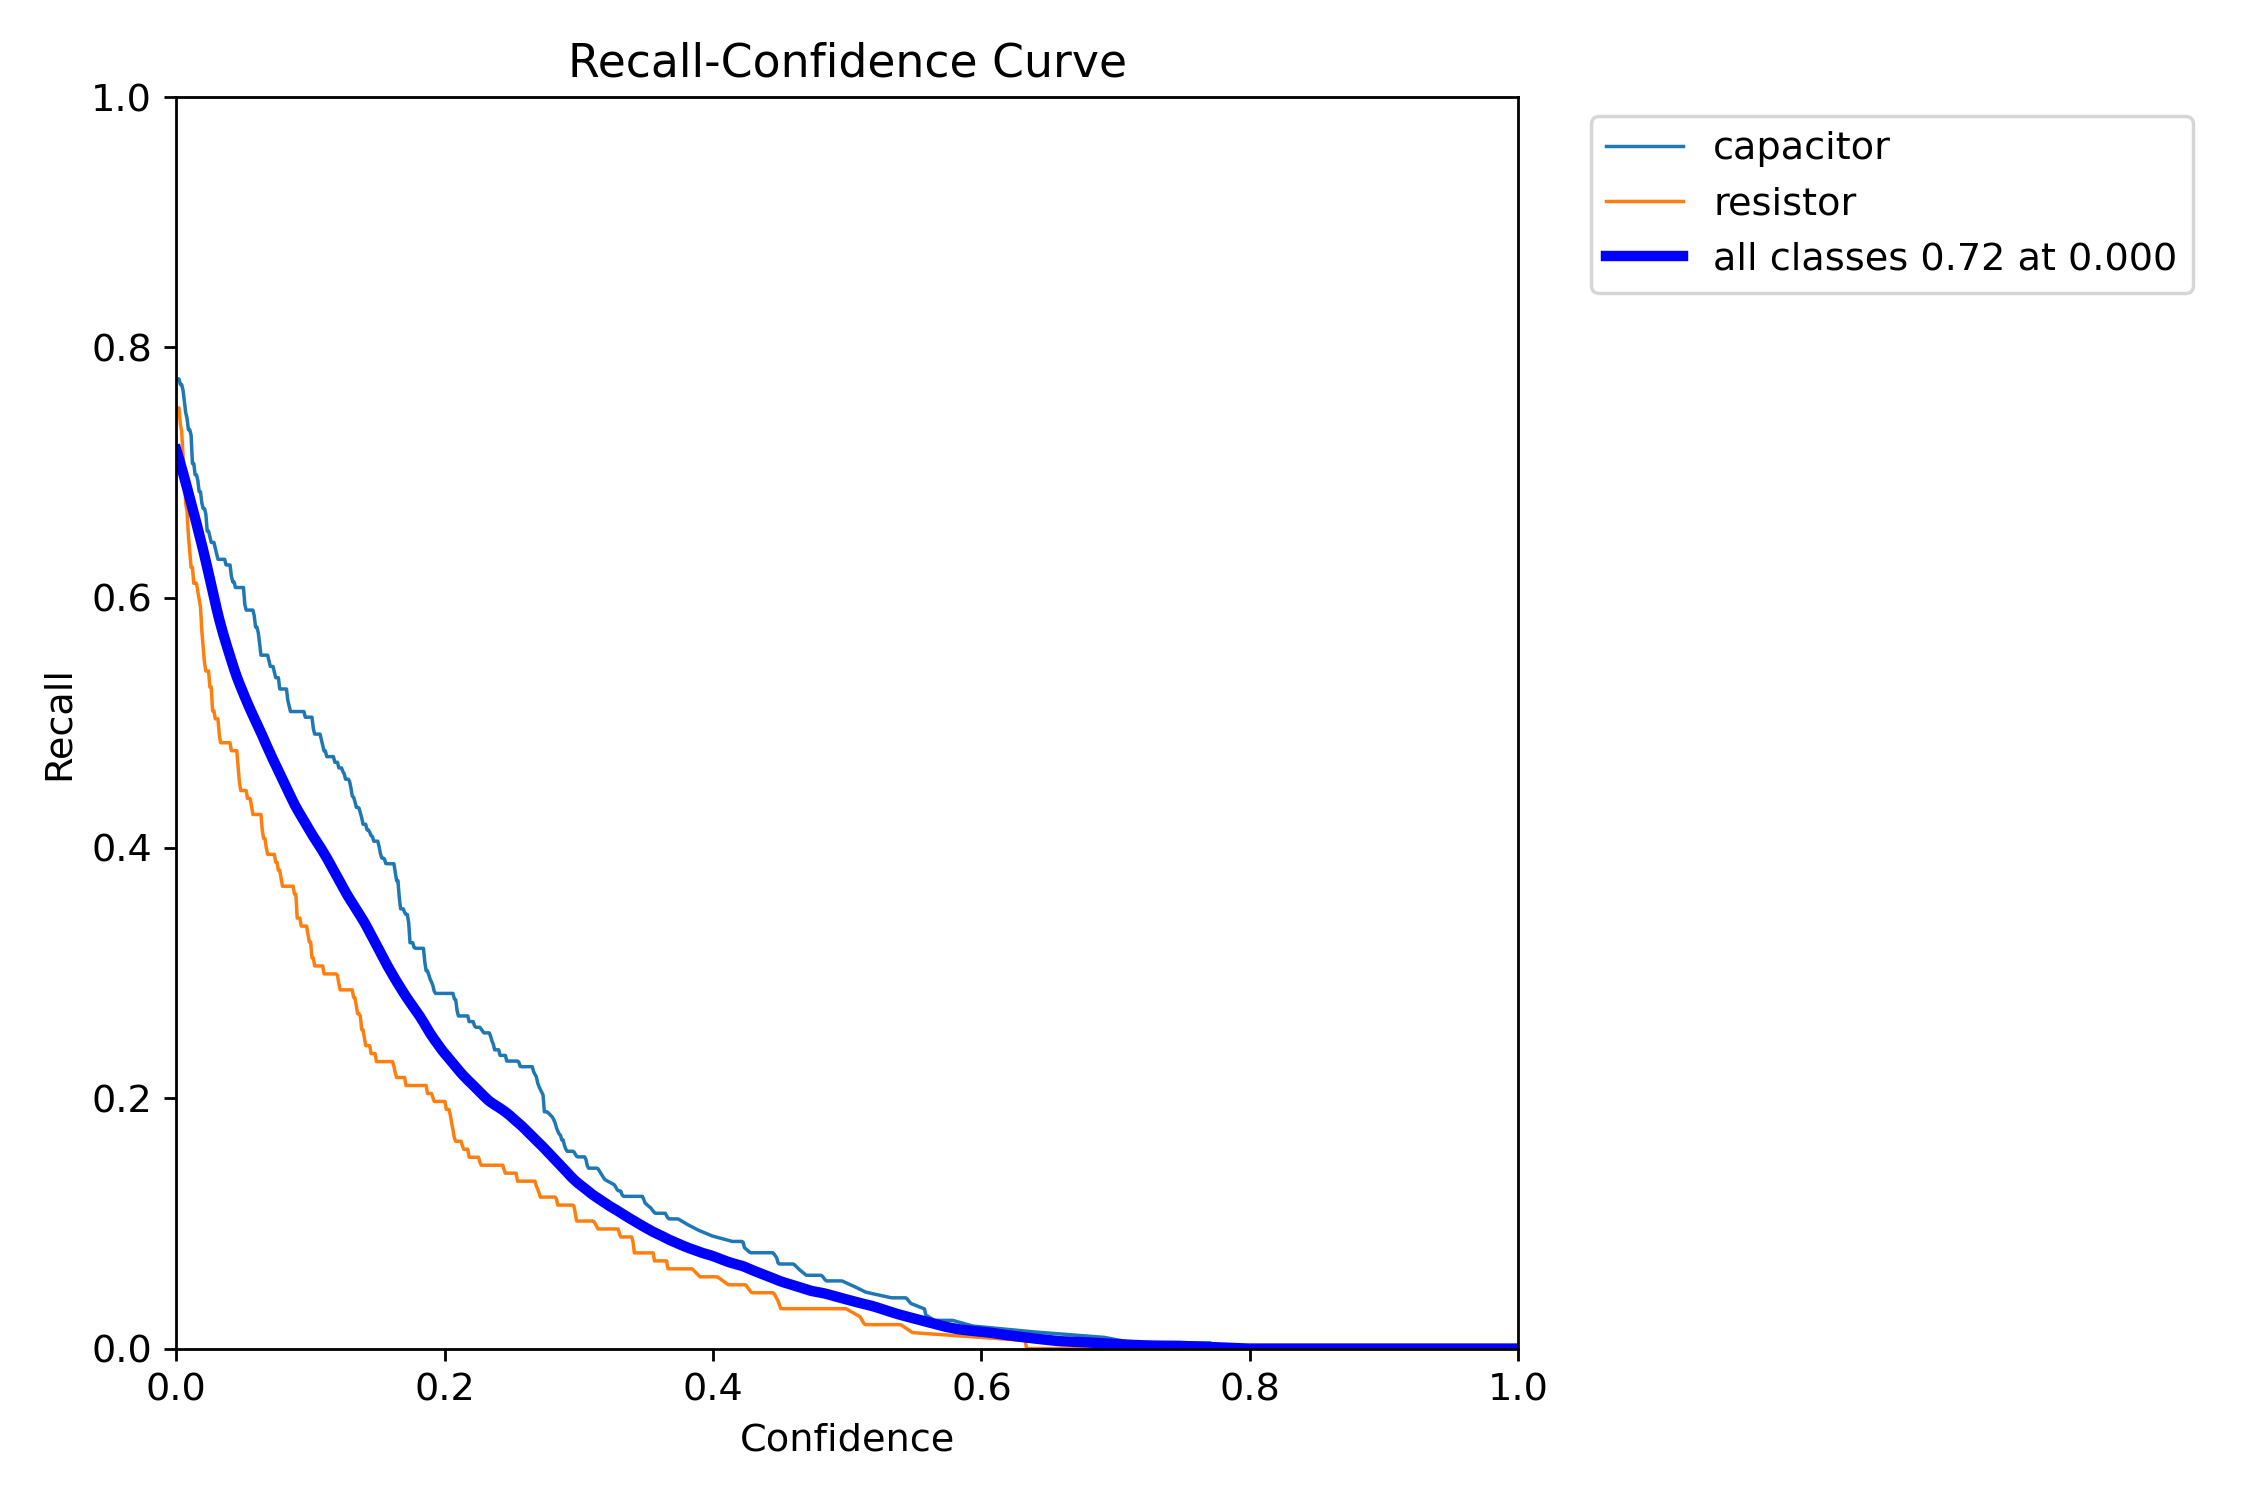 Recall-Confidence Curve
1.0
0.8
0.6
0.4
0.2
0.0
Recall
0.0 0.2 0.4 0.6 0.8 1.0
Confidence
capacitor
resistor
all classes 0.72 at 0.000